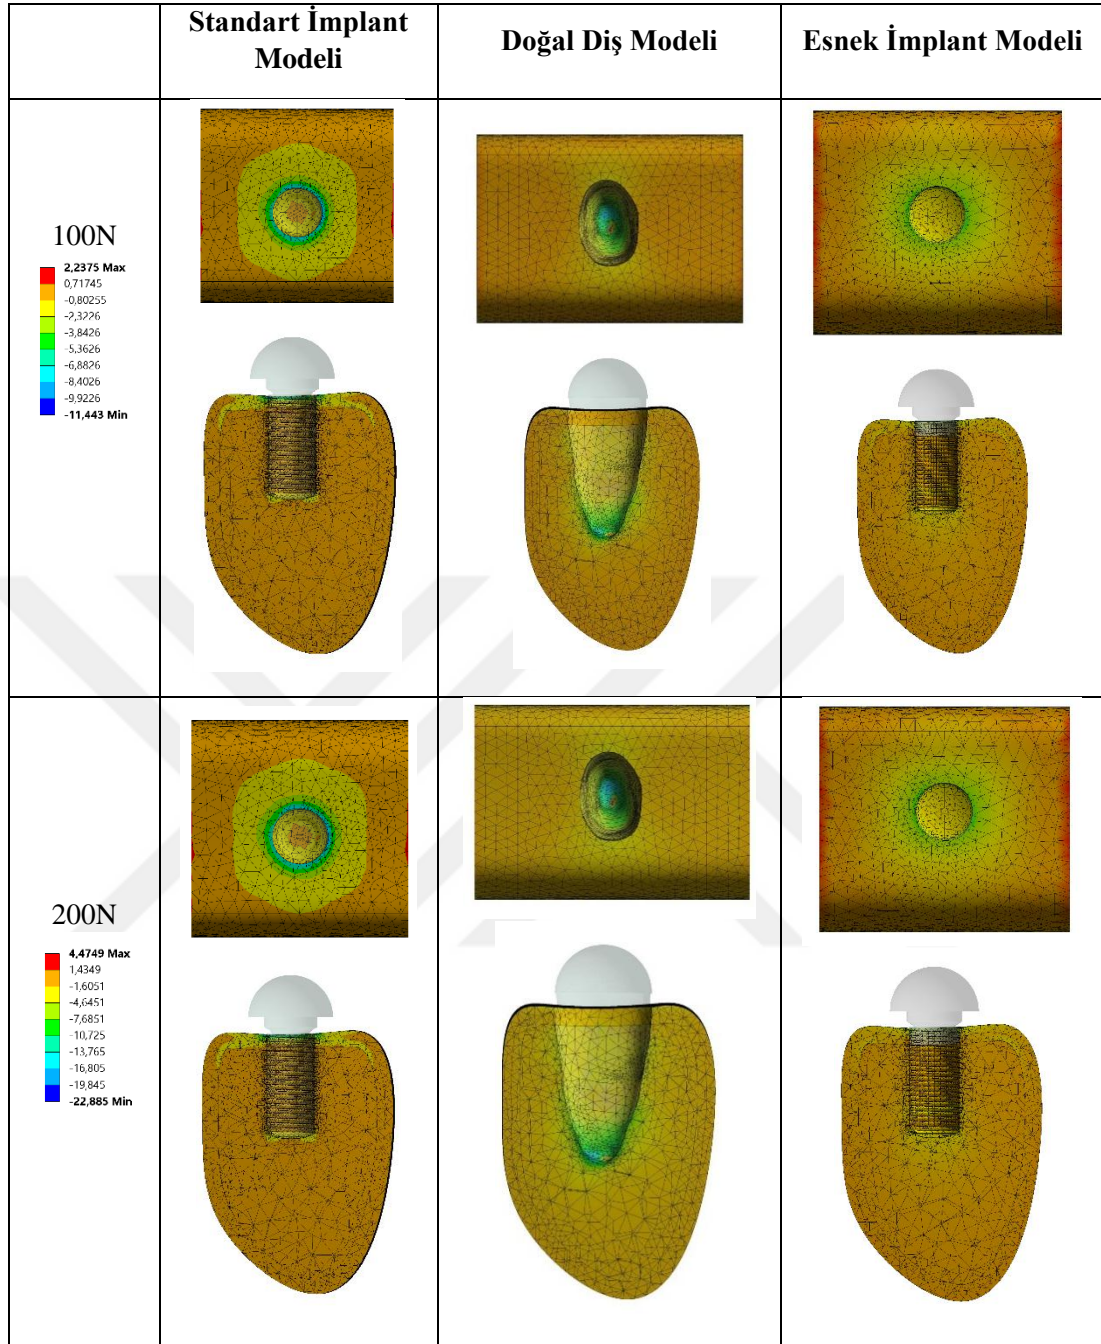 Standart İmplant
Modeli
Doğal Diş Modeli
Esnek İmplant Modeli
100N
2,2375 Max
0,71745
-0,80255
-2,3226
-3,8426
-5,3626
-6,8826
-8,4026
-9,9226
-11,443 Min
200N
4,4749 Max
1,4349
-1,6051
-4,6451
-7,6851
-10,725
-13,765
-16,805
-19,845
-22,885 Min